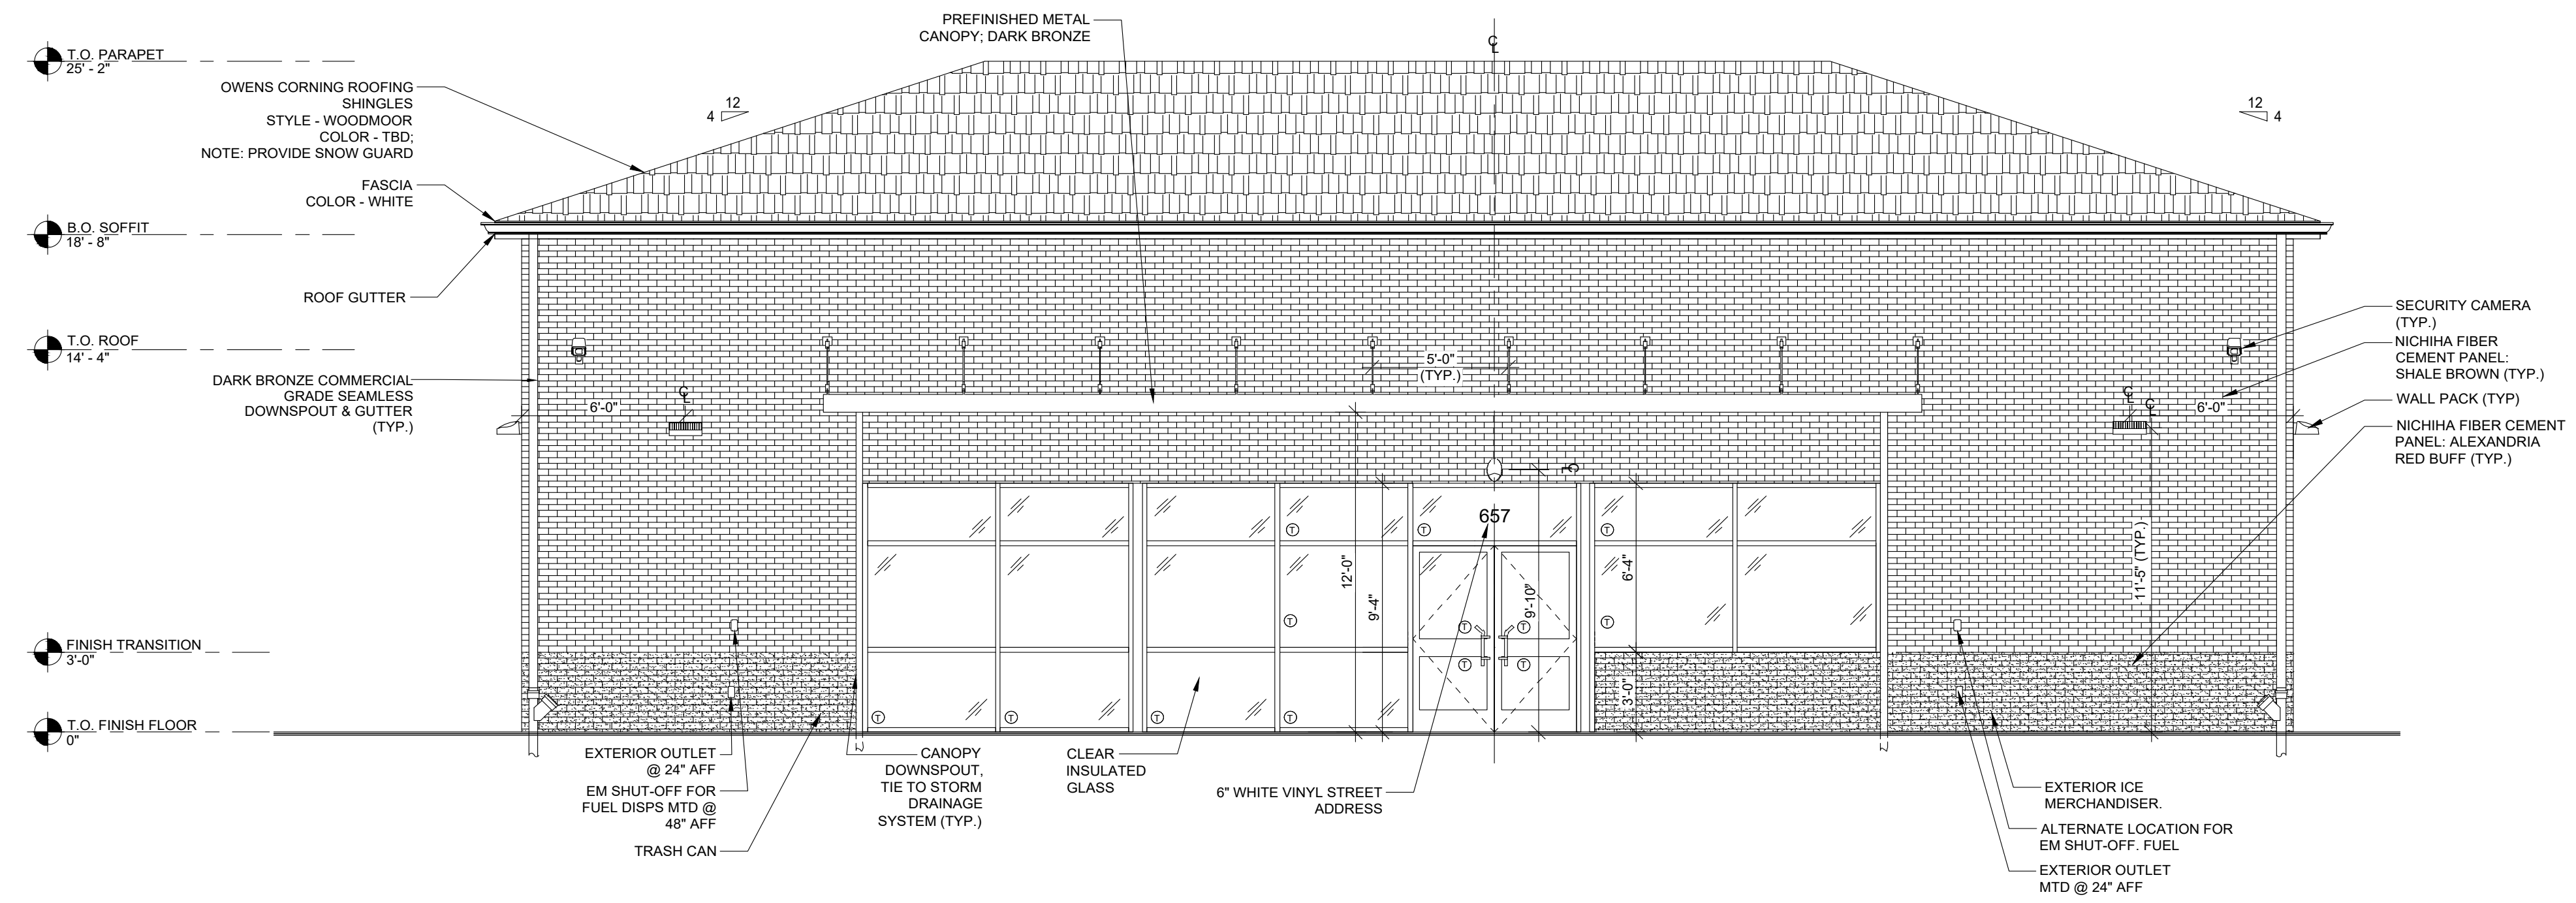 PREFINISHED METAL
CANOPY; DARK BRONZE
CL
T.O. PARAPET
25' - 2"
OWENS CORNING ROOFING
SHINGLES
STYLE - WOODMOOR
COLOR - TBD;
NOTE: PROVIDE SNOW GUARD
12
4
12
4
FASCIA
COLOR - WHITE
B.O. SOFFIT
18' - 8"
ROOF GUTTER
T.O. ROOF
14' - 4"
DARK BRONZE COMMERCIAL
GRADE SEAMLESS
DOWNSPOUT & GUTTER
(TYP.)
6'-0"
CL
5'-0"
(TYP.)
CL
CL
6'-0"
SECURITY CAMERA
(TYP.)
NICHIHA FIBER
CEMENT PANEL:
SHALE BROWN (TYP.)
WALL PACK (TYP)
NICHIHA FIBER CEMENT
PANEL: ALEXANDRIA
RED BUFF (TYP.)
CL
657
T
T
T
12'-0"
9'-4"
9'-10"
6'-4"
11'-5" (TYP.)
T
T
T
T
T
T
3'-0"
T
T
T
T
FINISH TRANSITION
3'-0"
T.O. FINISH FLOOR
0"
EXTERIOR OUTLET
@ 24" AFF
EM SHUT-OFF FOR
FUEL DISPS MTD @
48" AFF
TRASH CAN
CANOPY
DOWNSPOUT,
TIE TO STORM
DRAINAGE
SYSTEM (TYP.)
CLEAR
INSULATED
GLASS
6" WHITE VINYL STREET
ADDRESS
EXTERIOR ICE
MERCHANDISER.
ALTERNATE LOCATION FOR
EM SHUT-OFF. FUEL
EXTERIOR OUTLET
MTD @ 24" AFF